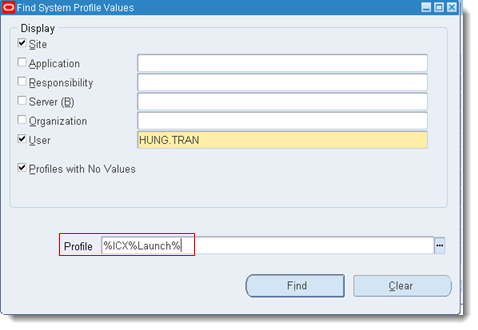 Find System Profile Values
Display
Site
Application
Responsibility
Server (B)
Organization
User HUNG.TRAN
Profiles with No Values
Profile %ICX%Launch%
Find Clear